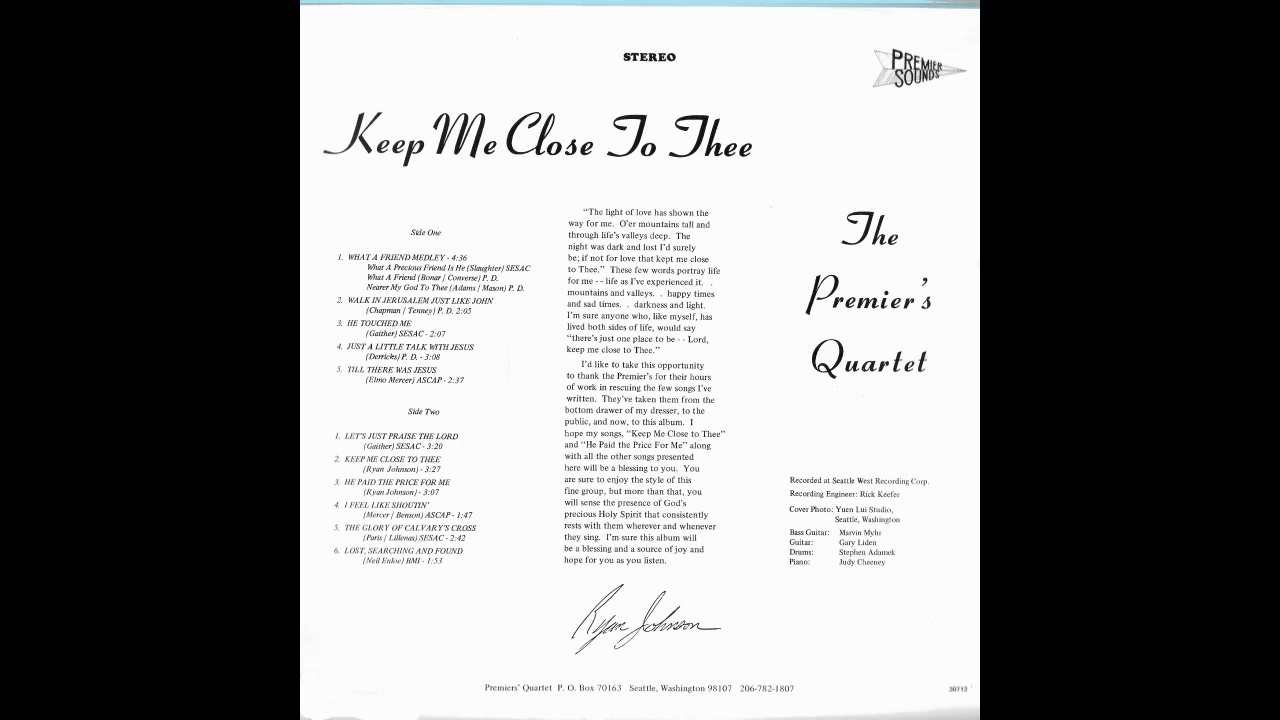 STEREO
PREMIER
SOUNDS
Keep Me Close To Thee
Side One
1. WHAT A FRIEND MEDLEY - 4:36
What A Precious Friend Is He (Slaughter) SESAC
What A Friend (Bonar / Converse) P. D.
Nearer My God To Thee (Adams / Mason) P. D.
2. WALK IN JERUSALEM JUST LIKE JOHN
(Chapman / Tenney) P. D. 2:05
3. HE TOUCHED ME
(Gaither) SESAC - 2:07
4. JUST A LITTLE TALK WITH JESUS
(Derricks) P. D. - 3:08
5. TILL THERE WAS JESUS
(Elmo Mercer) ASCAP - 2:37
Side Two
1. LET'S JUST PRAISE THE LORD
(Gaither) SESAC - 3:20
2. KEEP ME CLOSE TO THEE
(Ryan Johnson) - 3:27
3. HE PAID THE PRICE FOR ME
(Ryan Johnson) - 3:07
4. I FEEL LIKE SHOUTIN'
(Mercer / Benson) ASCAP - 1:47
5. THE GLORY OF CALVARY'S CROSS
(Paris / Lillenas) SESAC - 2:42
6. LOST, SEARCHING AND FOUND
(Neil Enloe) BMI - 1:53
"The light of love has shown the
way for me. O'er mountains tall and
through life's valleys deep. The
night was dark and lost I'd surely
be; if not for love that kept me close
to Thee." These few words portray life
for me - - life as I've experienced it. .
mountains and valleys. . happy times
and sad times. . darkness and light.
I'm sure anyone who, like myself, has
lived both sides of life, would say
"there's just one place to be - - Lord,
keep me close to Thee."
I'd like to take this opportunity
to thank the Premier's for their hours
of work in rescuing the few songs I've
written. They've taken them from the
bottom drawer of my dresser, to the
public, and now, to this album. I
hope my songs, "Keep Me Close to Thee"
and "He Paid the Price For Me" along
with all the other songs presented
here will be a blessing to you. You
are sure to enjoy the style of this
fine group, but more than that, you
will sense the presence of God's
precious Holy Spirit that consistently
rests with them wherever and whenever
they sing. I'm sure this album will
be a blessing and a source of joy and
hope for you as you listen.
Ryan Johnson
The
Premier's
Quartet
Recorded at Seattle West Recording Corp.
Recording Engineer: Rick Keefer
Cover Photo: Yuen Lui Studio,
Seattle, Washington
Bass Guitar: Marvin Myhr
Guitar: Gary Liden
Drums: Stephen Adamek
Piano: Judy Cheeney
Premiers' Quartet P. O. Box 70163 Seattle, Washington 98107 206-782-1807
30712